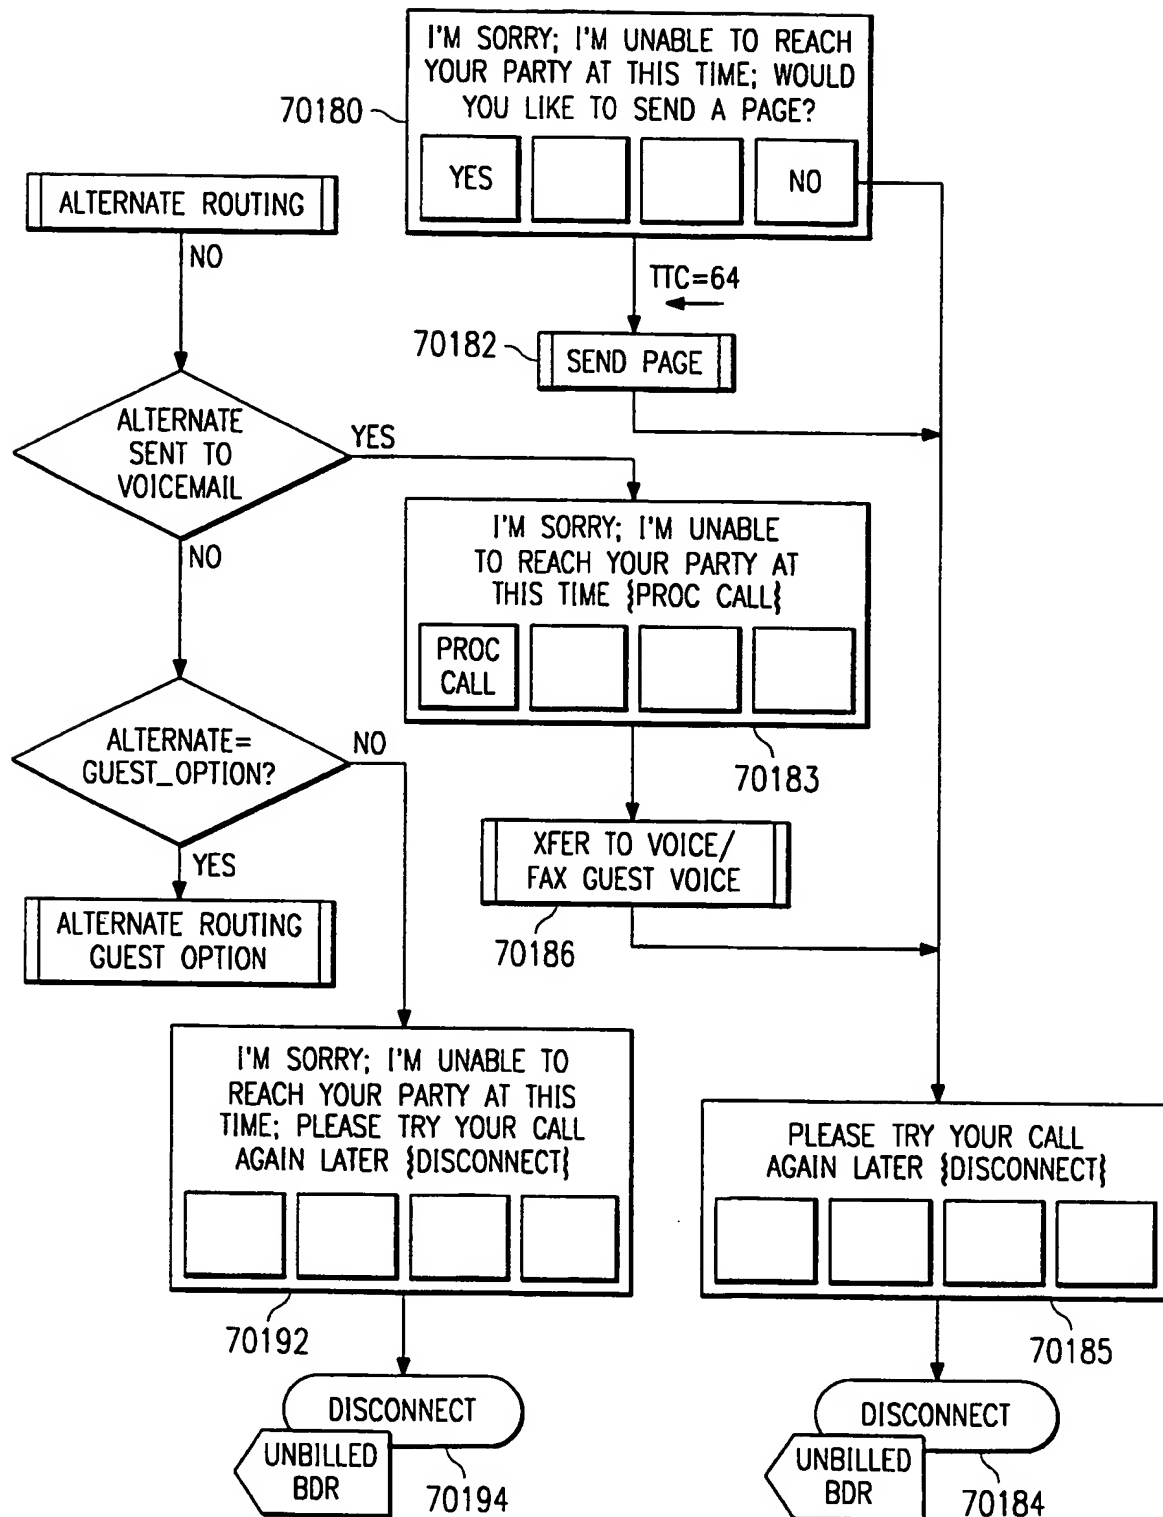 I'M SORRY; I'M UNABLE TO REACH
YOUR PARTY AT THIS TIME; WOULD
YOU LIKE TO SEND A PAGE?
70180
YES
NO
ALTERNATE ROUTING
NO
TTC=64
70182
SEND PAGE
ALTERNATE
SENT TO
VOICEMAIL
YES
NO
I'M SORRY; I'M UNABLE
TO REACH YOUR PARTY AT
THIS TIME {PROC CALL{
PROC
CALL
70183
ALTERNATE=
GUEST_OPTION?
NO
YES
XFER TO VOICE/
FAX GUEST VOICE
70186
ALTERNATE ROUTING
GUEST OPTION
I'M SORRY; I'M UNABLE TO
REACH YOUR PARTY AT THIS
TIME; PLEASE TRY YOUR CALL
AGAIN LATER {DISCONNECT{
70192
PLEASE TRY YOUR CALL
AGAIN LATER {DISCONNECT{
70185
DISCONNECT
UNBILLED
BDR
70194
DISCONNECT
UNBILLED
BDR
70184